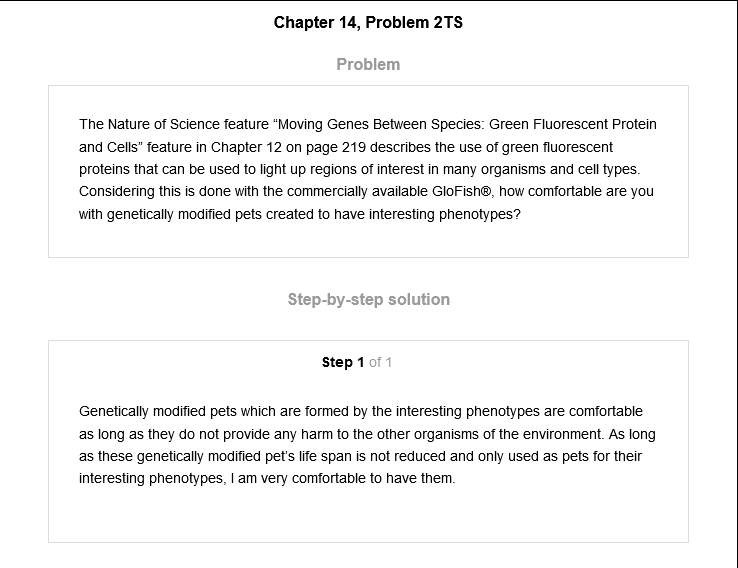 Chapter 14, Problem 2TS
Problem
The Nature of Science feature “Moving Genes Between Species: Green Fluorescent Protein
and Cells” feature in Chapter 12 on page 219 describes the use of green fluorescent
proteins that can be used to light up regions of interest in many organisms and cell types.
Considering this is done with the commercially available GloFish®, how comfortable are you
with genetically modified pets created to have interesting phenotypes?
Step-by-step solution
Step 1 of 1
Genetically modified pets which are formed by the interesting phenotypes are comfortable
as long as they do not provide any harm to the other organisms of the environment. As long
as these genetically modified pet’s life span is not reduced and only used as pets for their
interesting phenotypes, I am very comfortable to have them.